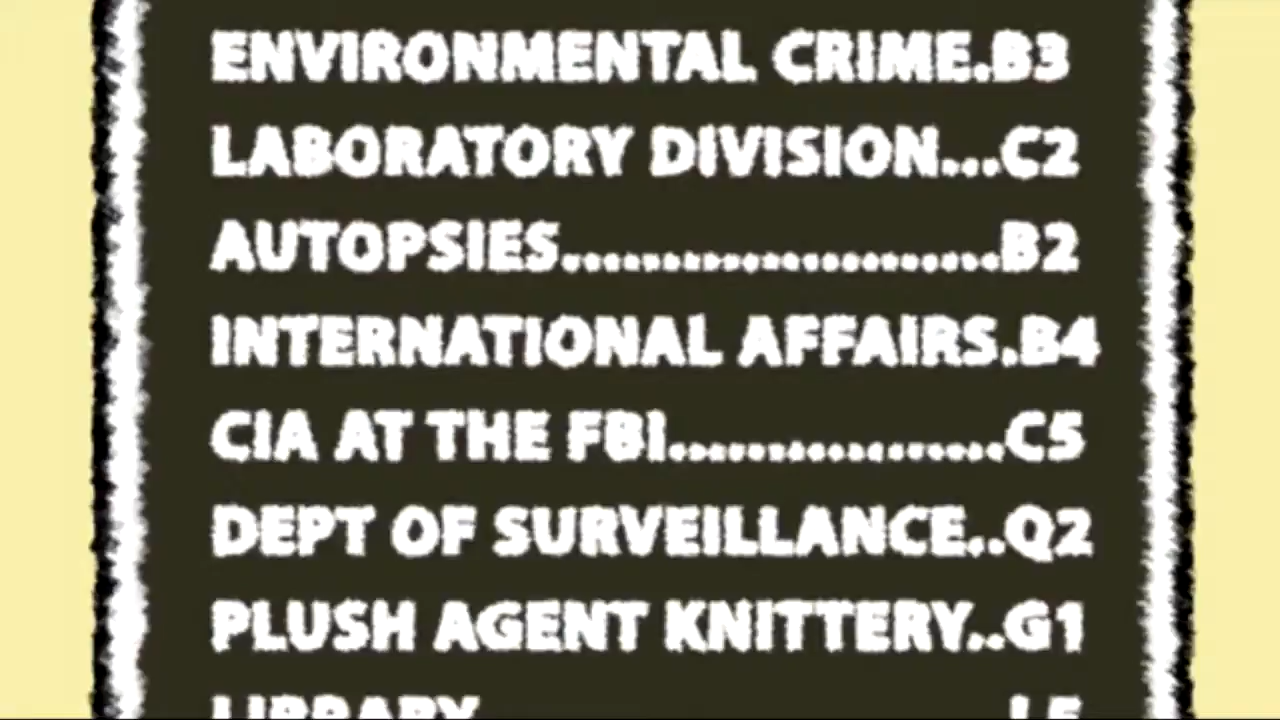 ENVIRONMENTAL CRIME.B3
LABORATORY DIVISION...C2
AUTOPSIES.....................B2
INTERNATIONAL AFFAIRS.B4
CIA AT THE FBI................C5
DEPT OF SURVEILLANCE..Q2
PLUSH AGENT KNITTERY..G1
LIBRARY